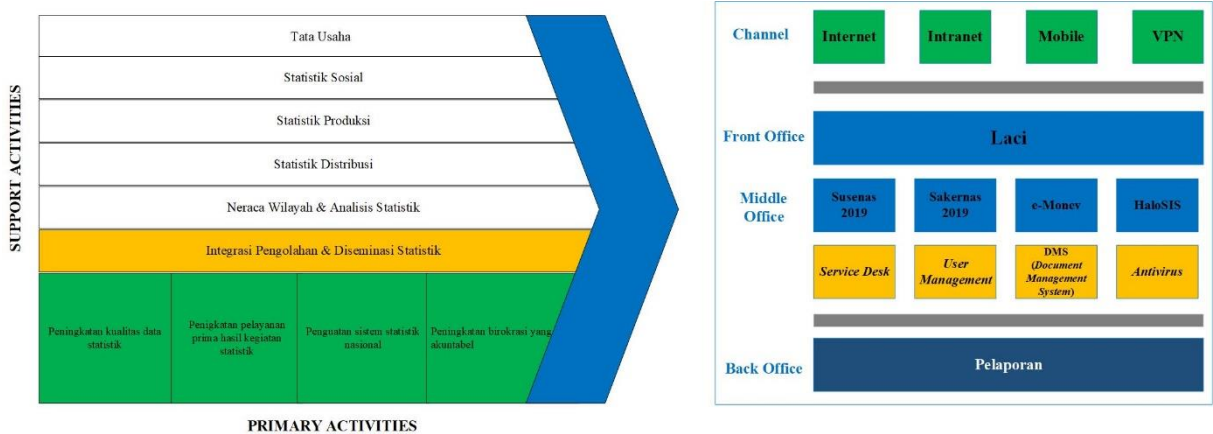 SUPPORT ACTIVITIES
Tata Usaha
Statistik Sosial
Statistik Produksi
Statistik Distribusi
Neraca Wilayah & Analisis Statistik
Integrasi Pengolahan & Diseminasi Statistik
Peningkatan kualitas data
statistik
Penigkatan pelayanan
prima hasil kegiatan
statistik
Penguatan sistem statistik
nasional
Peningkatan birokrasi yang
akuntabel
PRIMARY ACTIVITIES
Channel
Internet
Intranet
Mobile
VPN
Front Office
Laci
Middle
Office
Susenas
2019
Sakernas
2019
e-Monev
HaloSIS
Service Desk
User
Management
DMS
(Document
Management
System)
Antivirus
Back Office
Pelaporan